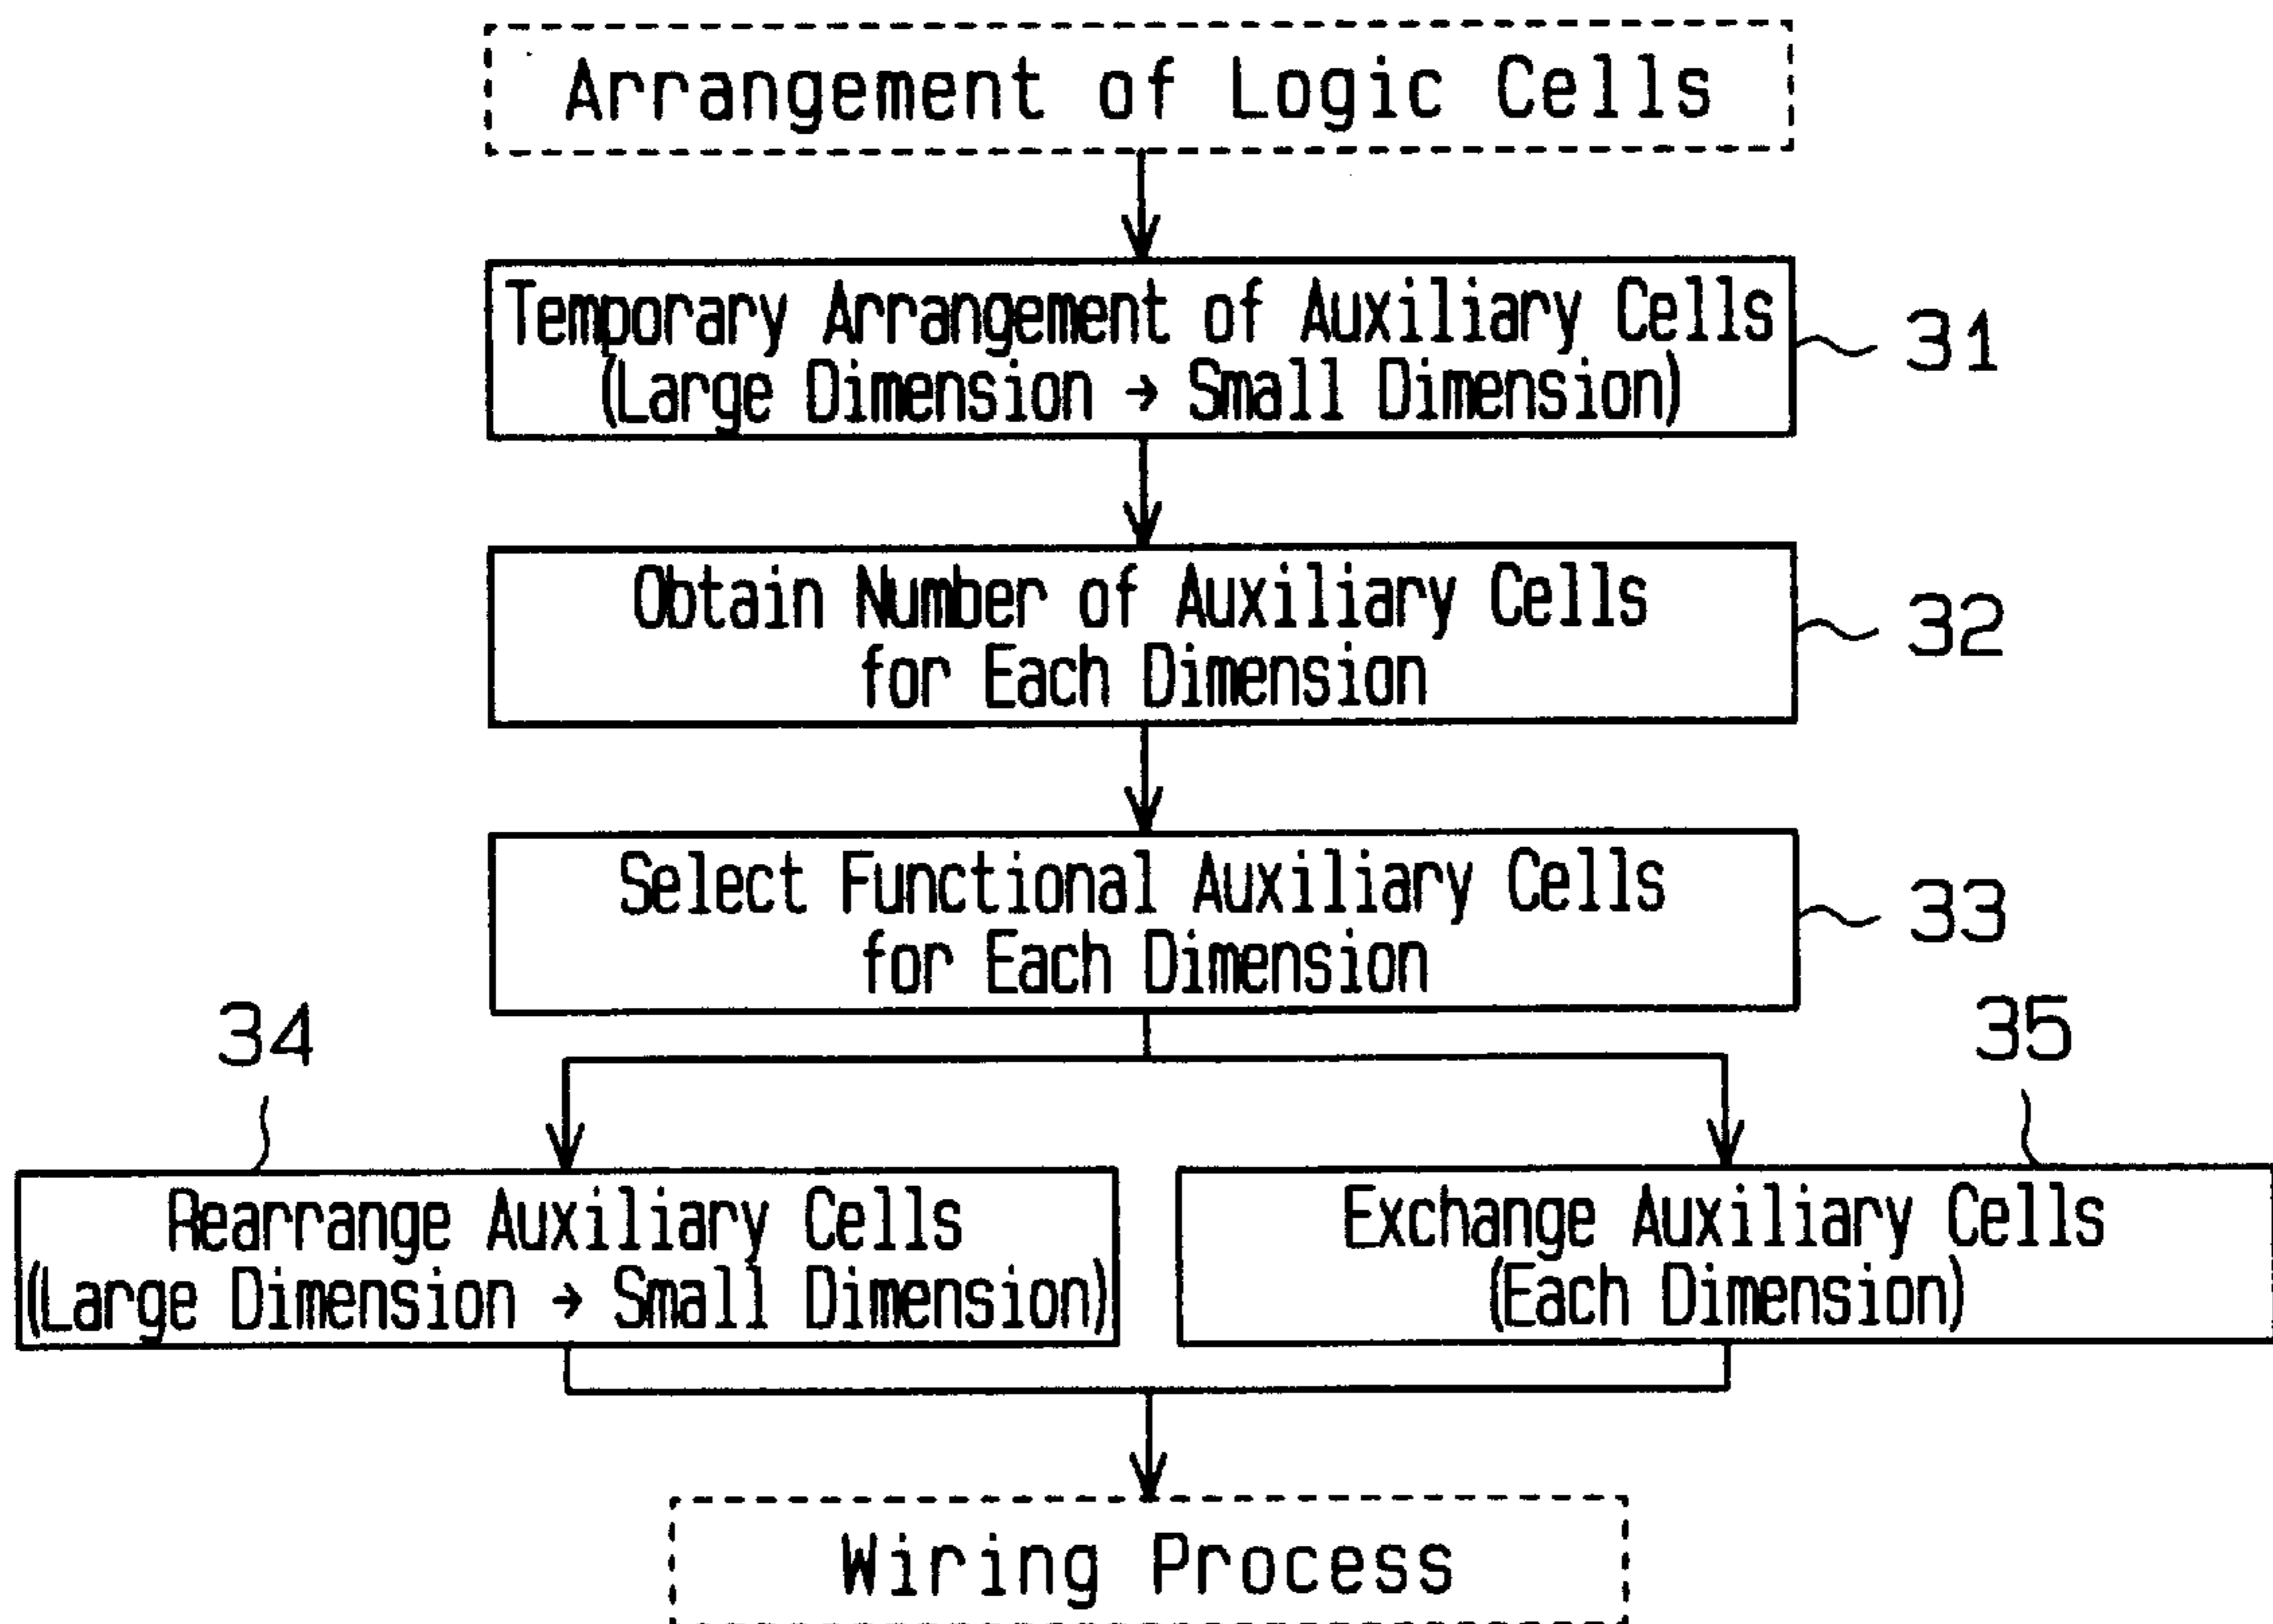 Arrangement of Logic Cells
Temporary Arrangement of Auxiliary Cells
(Large Dimension → Small Dimension)
31
Obtain Number of Auxiliary Cells
for Each Dimension
32
Select Functional Auxiliary Cells
for Each Dimension
33
34
35
Rearrange Auxiliary Cells
(Large Dimension → Small Dimension)
Exchange Auxiliary Cells
(Each Dimension)
Wiring Process